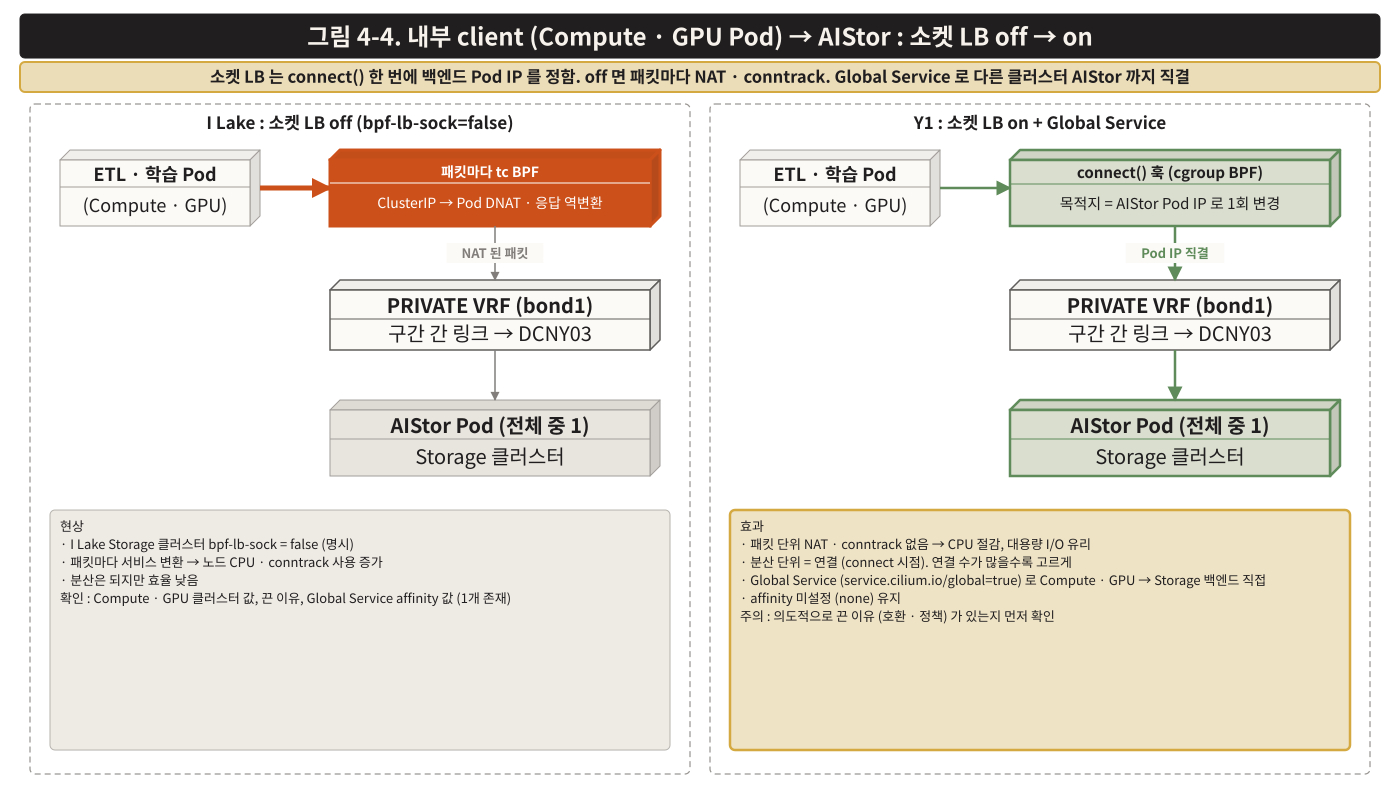 그림 4-4. 내부 client (Compute · GPU Pod) → AIStor : 소켓 LB off → on
소켓 LB 는 connect() 한 번에 백엔드 Pod IP 를 정함. off 면 패킷마다 NAT · conntrack. Global Service 로 다른 클러스터 AIStor 까지 직결
I Lake : 소켓 LB off (bpf-lb-sock=false)
ETL · 학습 Pod
(Compute · GPU)
패킷마다 tc BPF
ClusterIP → Pod DNAT · 응답 역변환
NAT 된 패킷
PRIVATE VRF (bond1)
구간 간 링크 → DCNY03
AIStor Pod (전체 중 1)
Storage 클러스터
현상
· I Lake Storage 클러스터 bpf-lb-sock = false (명시)
· 패킷마다 서비스 변환 → 노드 CPU · conntrack 사용 증가
· 분산은 되지만 효율 낮음
확인 : Compute · GPU 클러스터 값, 끈 이유, Global Service affinity 값 (1개 존재)
Y1 : 소켓 LB on + Global Service
ETL · 학습 Pod
(Compute · GPU)
connect() 훅 (cgroup BPF)
목적지 = AIStor Pod IP 로 1회 변경
Pod IP 직결
PRIVATE VRF (bond1)
구간 간 링크 → DCNY03
AIStor Pod (전체 중 1)
Storage 클러스터
효과
· 패킷 단위 NAT · conntrack 없음 → CPU 절감, 대용량 I/O 유리
· 분산 단위 = 연결 (connect 시점). 연결 수가 많을수록 고르게
· Global Service (service.cilium.io/global=true) 로 Compute · GPU → Storage 백엔드 직접
· affinity 미설정 (none) 유지
주의 : 의도적으로 끈 이유 (호환 · 정책) 가 있는지 먼저 확인